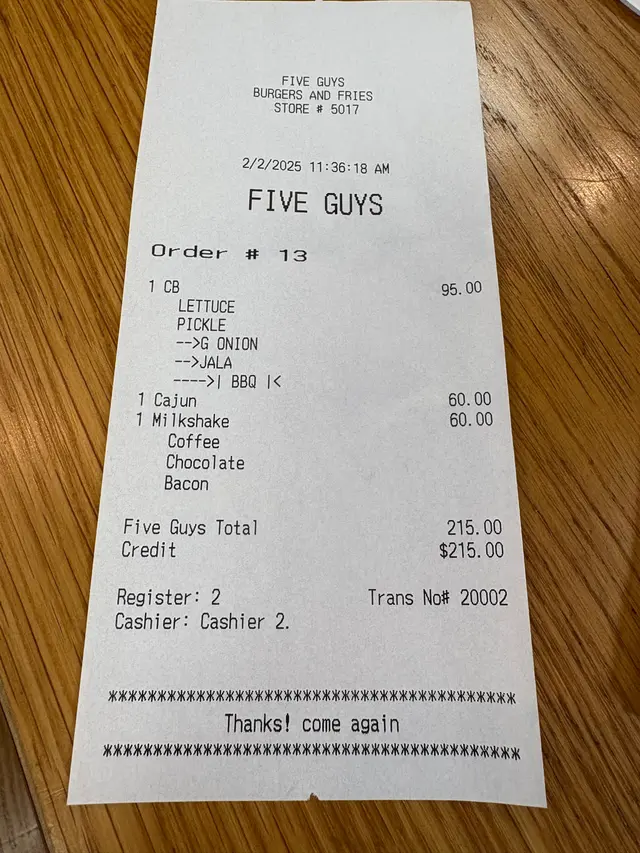 FIVE GUYS
BURGERS AND FRIES
STORE # 5017
2/2/2025 11:36:18 AM
FIVE GUYS
Order # 13
1 CB 95.00
LETTUCE
PICKLE
-->G ONION
-->JALA
---->| BBQ |<
1 Cajun 60.00
1 Milkshake 60.00
Coffee
Chocolate
Bacon
Five Guys Total 215.00
Credit $215.00
Register: 2 Trans No# 20002
Cashier: Cashier 2.
*****************************************
Thanks! come again
*****************************************